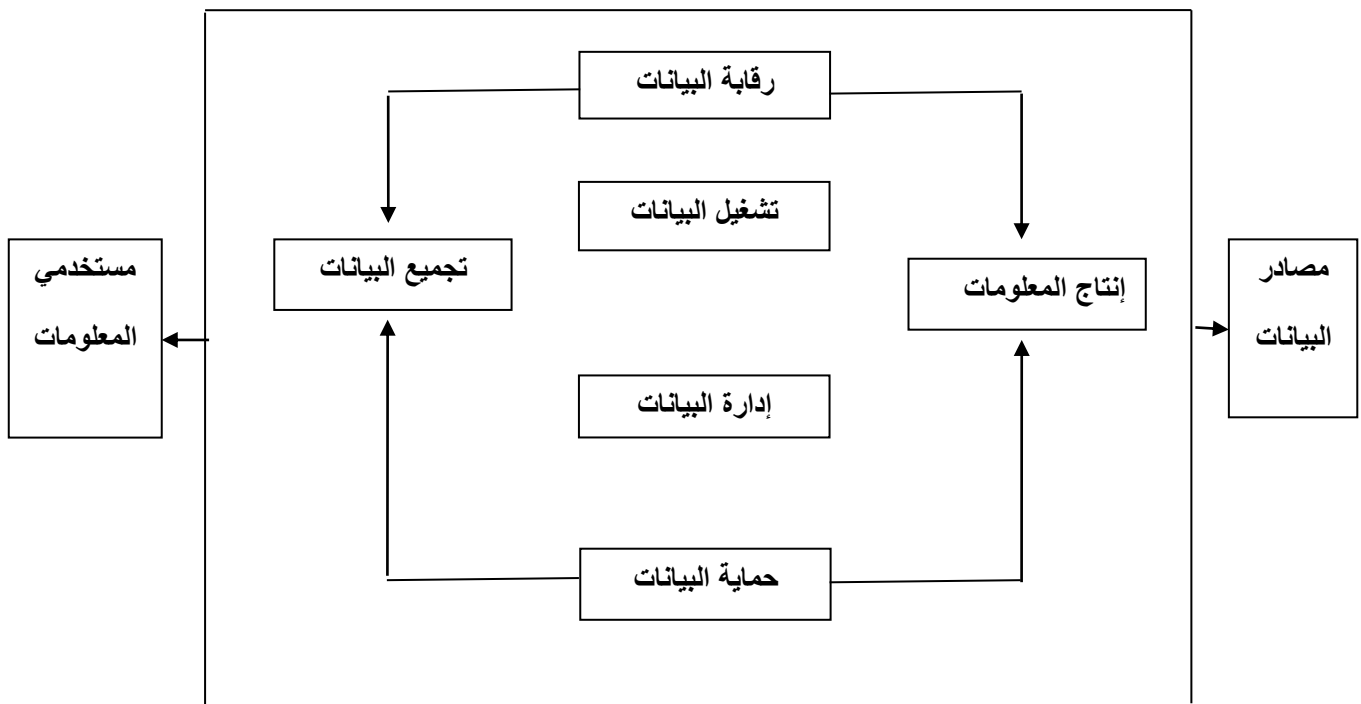 رقابة البيانات
تشغيل البيانات
مصادر
البيانات
إنتاج المعلومات
تجميع البيانات
مستخدمي
المعلومات
إدارة البيانات
حماية البيانات